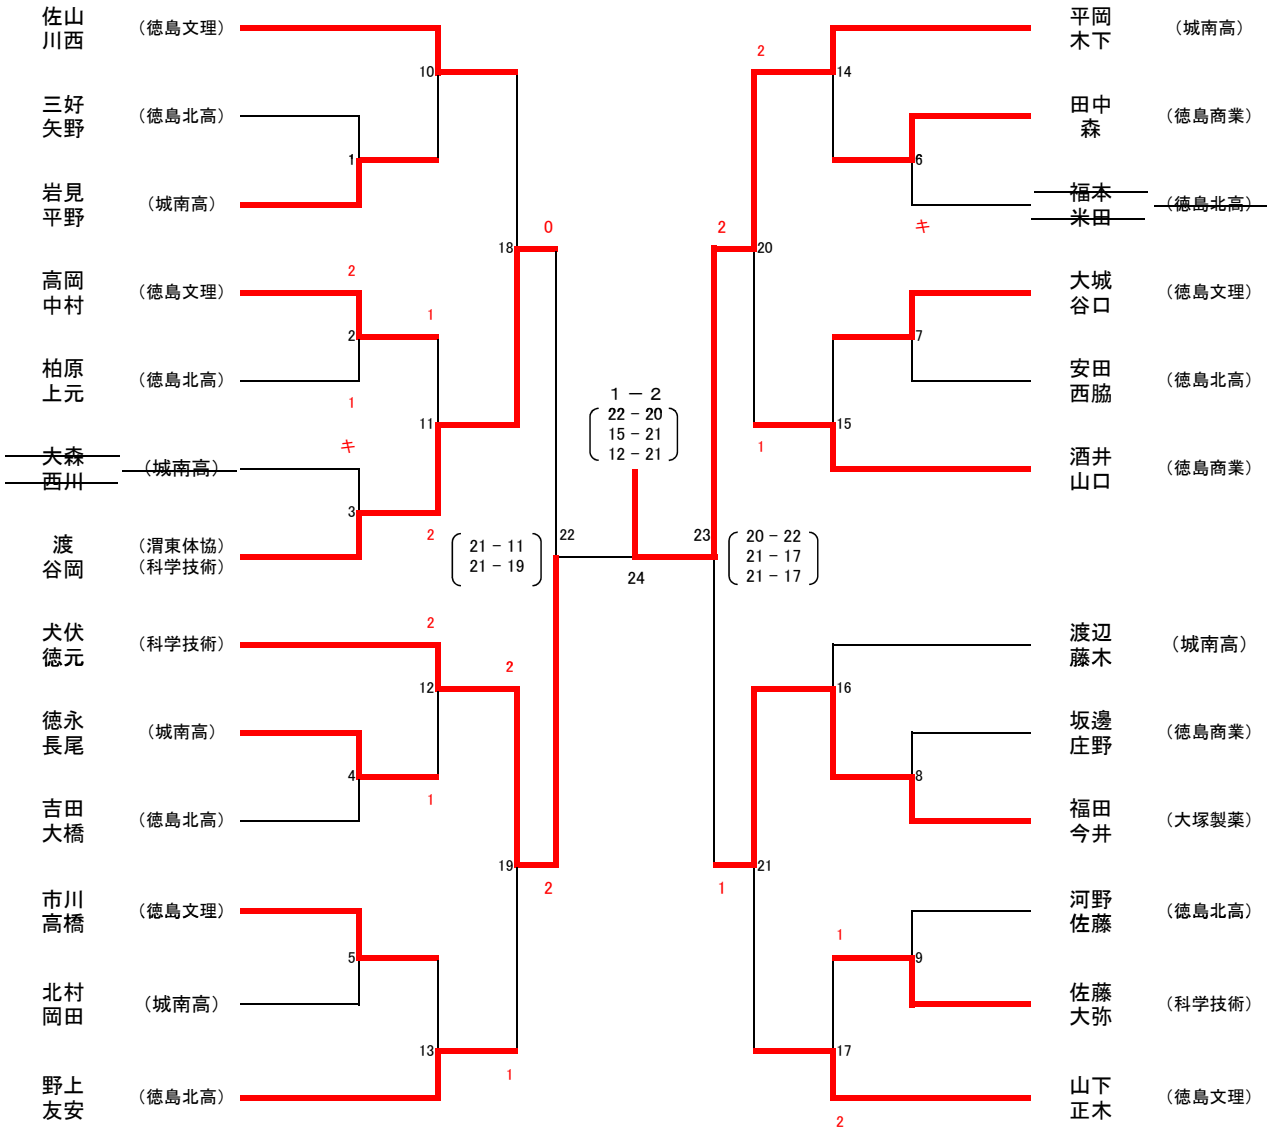 佐山
川西
（徳島文理）
10
三好
矢野
（徳島北高）
1
岩見
平野
（城南高）
18
0
高岡
中村
（徳島文理）
2
1
2
柏原
上元
（徳島北高）
1
11
キ
大森
西川
（城南高）
3
2
渡
谷岡
（渭東体協）
（科学技術）
21 − 11
21 − 19
22
犬伏
徳元
（科学技術）
2
12
2
徳永
長尾
（城南高）
4
1
吉田
大橋
（徳島北高）
19
2
市川
高橋
（徳島文理）
5
北村
岡田
（城南高）
13
1
野上
友安
（徳島北高）
1 − 2
22 − 20
15 − 21
12 − 21
24
平岡
木下
（城南高）
2
14
田中
森
（徳島商業）
6
福本
米田
（徳島北高）
キ
2
20
大城
谷口
（徳島文理）
7
安田
西脇
（徳島北高）
15
1
酒井
山口
（徳島商業）
23
20 − 22
21 − 17
21 − 17
渡辺
藤木
（城南高）
16
坂邊
庄野
（徳島商業）
8
福田
今井
（大塚製薬）
21
1
河野
佐藤
（徳島北高）
1
9
佐藤
大弥
（科学技術）
17
山下
正木
（徳島文理）
2